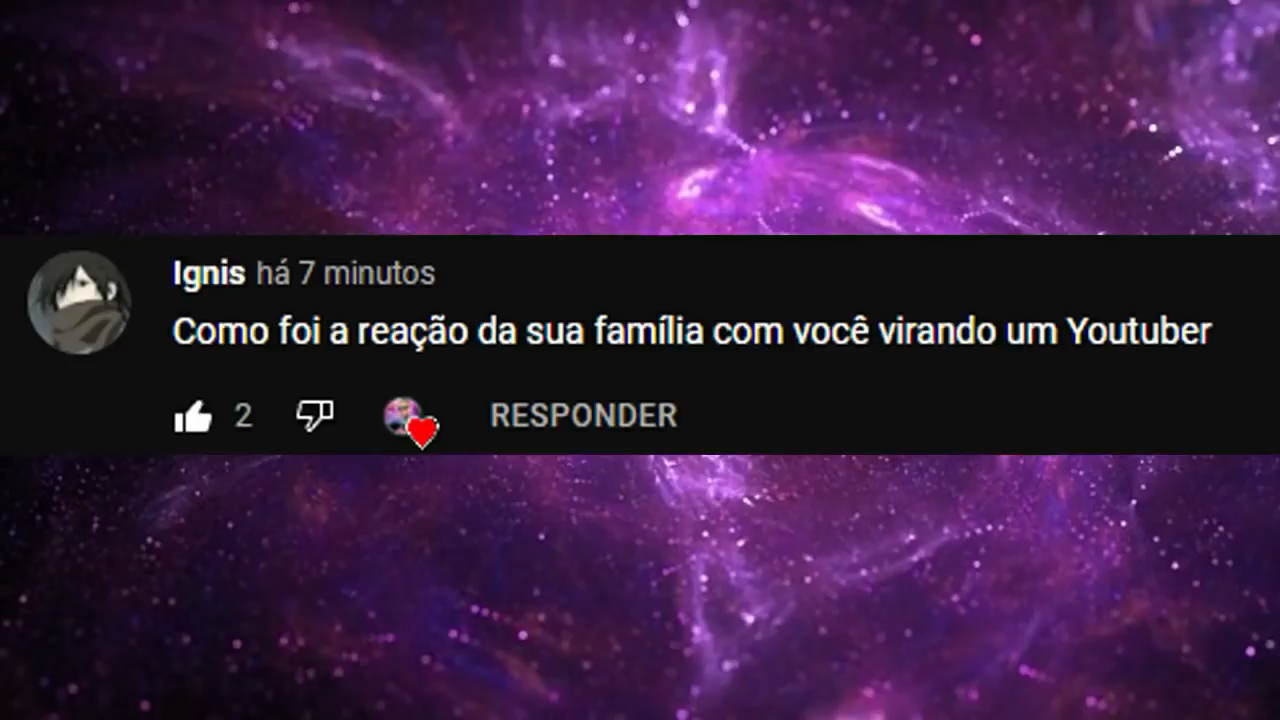 Ignis há 7 minutos
Como foi a reação da sua família com você virando um Youtuber
2 RESPONDER